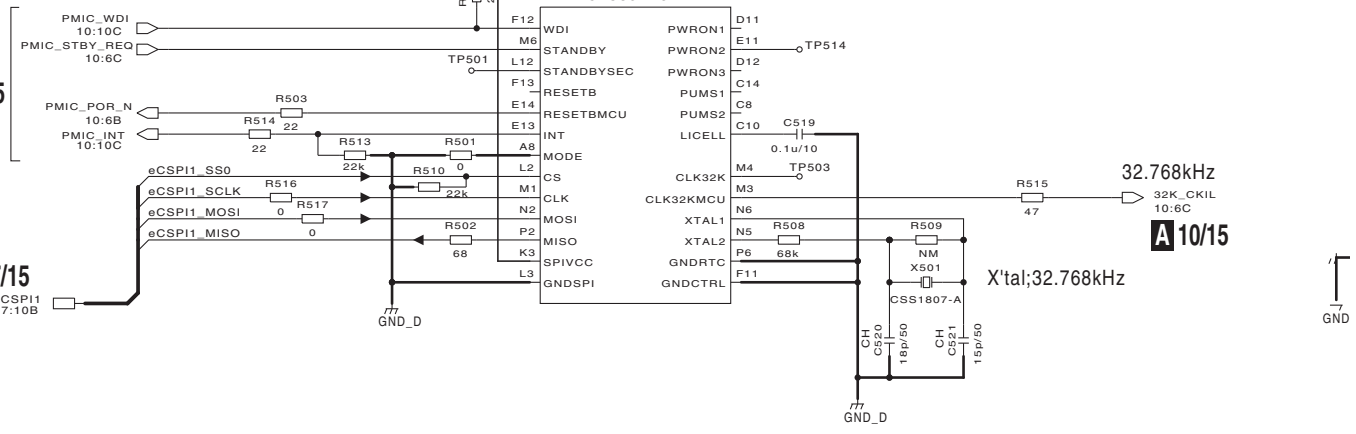 PMIC_WDI
10:10C
PMIC_STBY_REQ
10:6C
PMIC_POR_N
10:6B
PMIC_INT
10:10C
TP501
R503
22
R514
22
R513
22k
R501
0
R510
22k
eCSPI1_SS0
eCSPI1_SCLK
R516
0
eCSPI1_MOSI
R517
0
eCSPI1_MISO
R502
68
/15
CSPI1
7:10B
GND_D
F12 WDI
M6 STANDBY
L12 STANDBYSEC
F13 RESETB
E14 RESETBMCU
E13 INT
A8 MODE
L2 CS
M1 CLK
N2 MOSI
P2 MISO
K3 SPIVCC
L3 GNDSPI
PWRON1 D11
PWRON2 E11
PWRON3 D12
PUMS1 C14
PUMS2 C8
LICELL C10
CLK32K M4
CLK32KMCU M3
XTAL1 N6
XTAL2 N5
GNDRTC P6
GNDCTRL F11
TP514
C519
0.1u/10
TP503
R515
47
32.768kHz
32K_CKIL
10:6C
A 10/15
R508
68k
R509
NM
X501
CSS1807-A
X'tal;32.768kHz
CH
C520
18p/50
CH
C521
15p/50
GND_D
GND